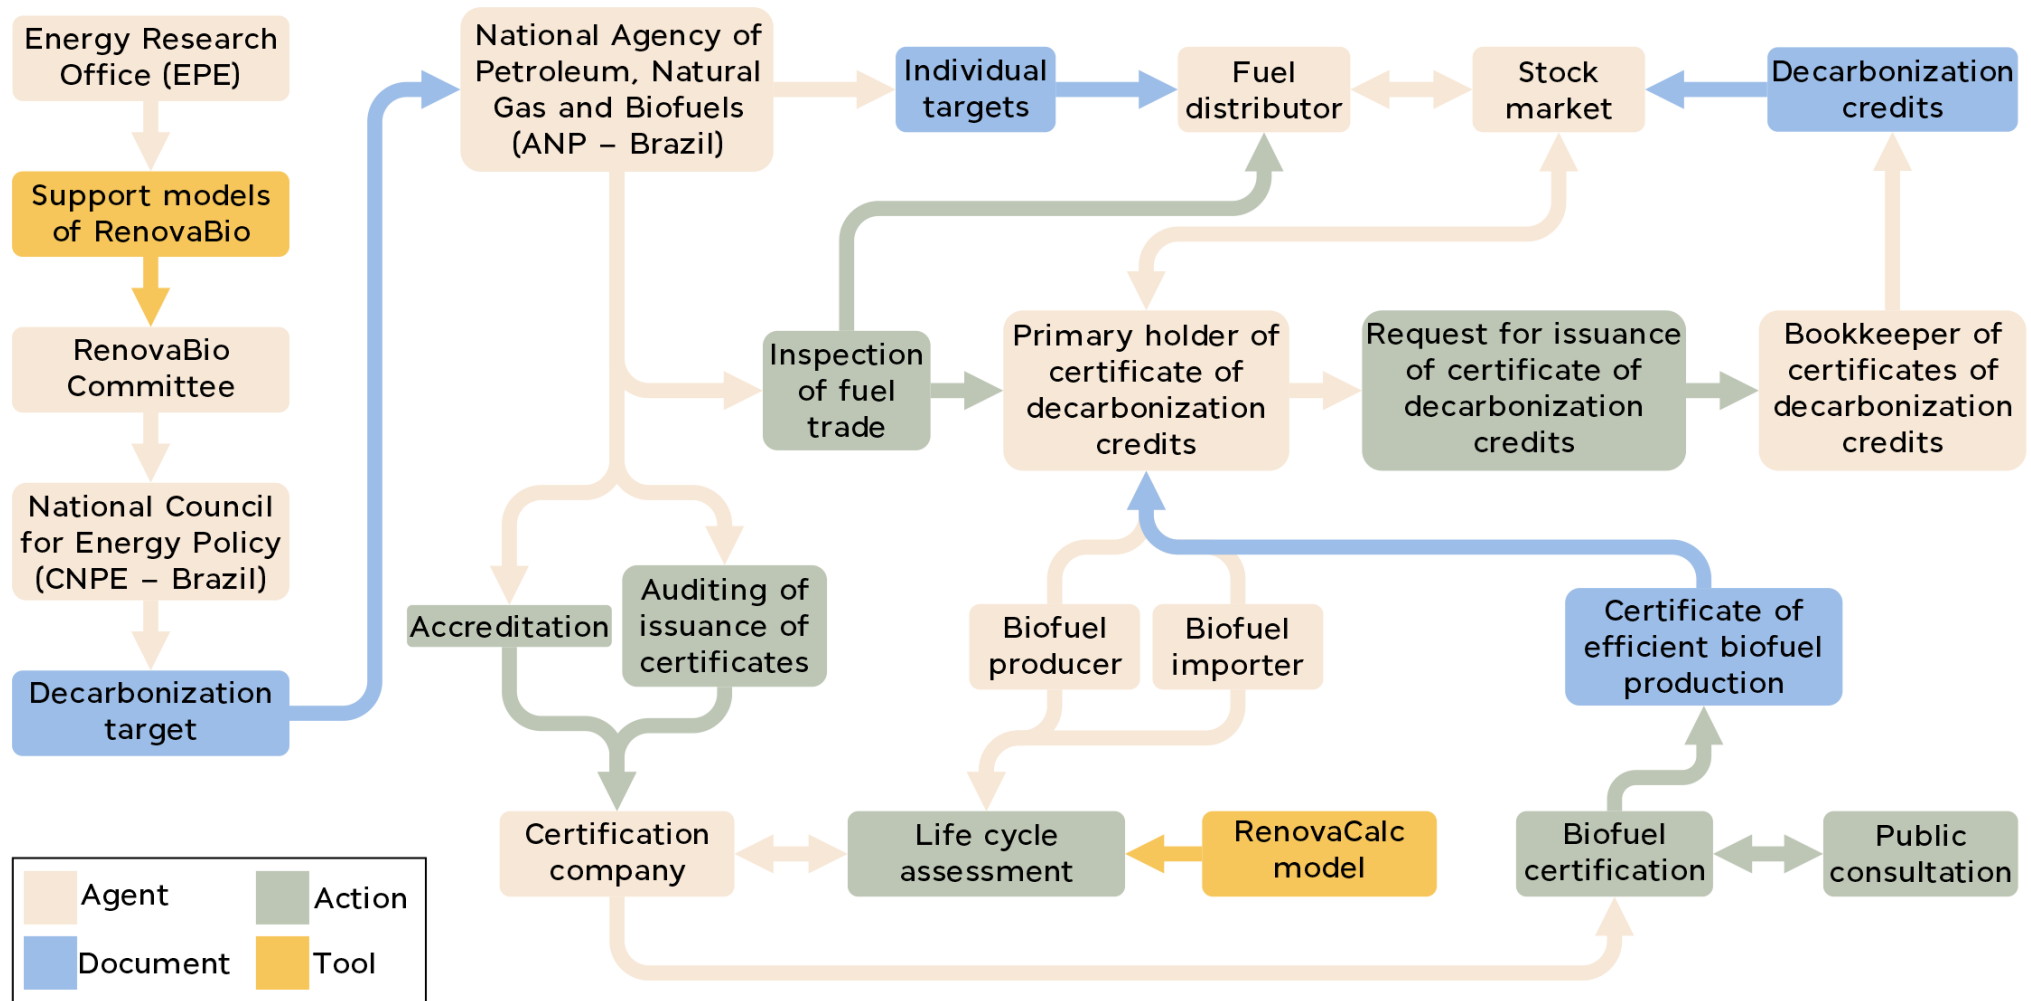 Energy Research
Office (EPE)
Support models
of RenovaBio
RenovaBio
Committee
National Council
for Energy Policy
(CNPE – Brazil)
Decarbonization
target
National Agency of
Petroleum, Natural
Gas and Biofuels
(ANP – Brazil)
Individual
targets
Fuel
distributor
Stock
market
Decarbonization
credits
Inspection
of fuel
trade
Primary holder of
certificate of
decarbonization
credits
Request for issuance
of certificate of
decarbonization
credits
Bookkeeper of
certificates of
decarbonization
credits
Accreditation
Auditing of
issuance of
certificates
Biofuel
producer
Biofuel
importer
Certificate of
efficient biofuel
production
Certification
company
Life cycle
assessment
RenovaCalc
model
Biofuel
certification
Public
consultation
Agent
Action
Document
Tool